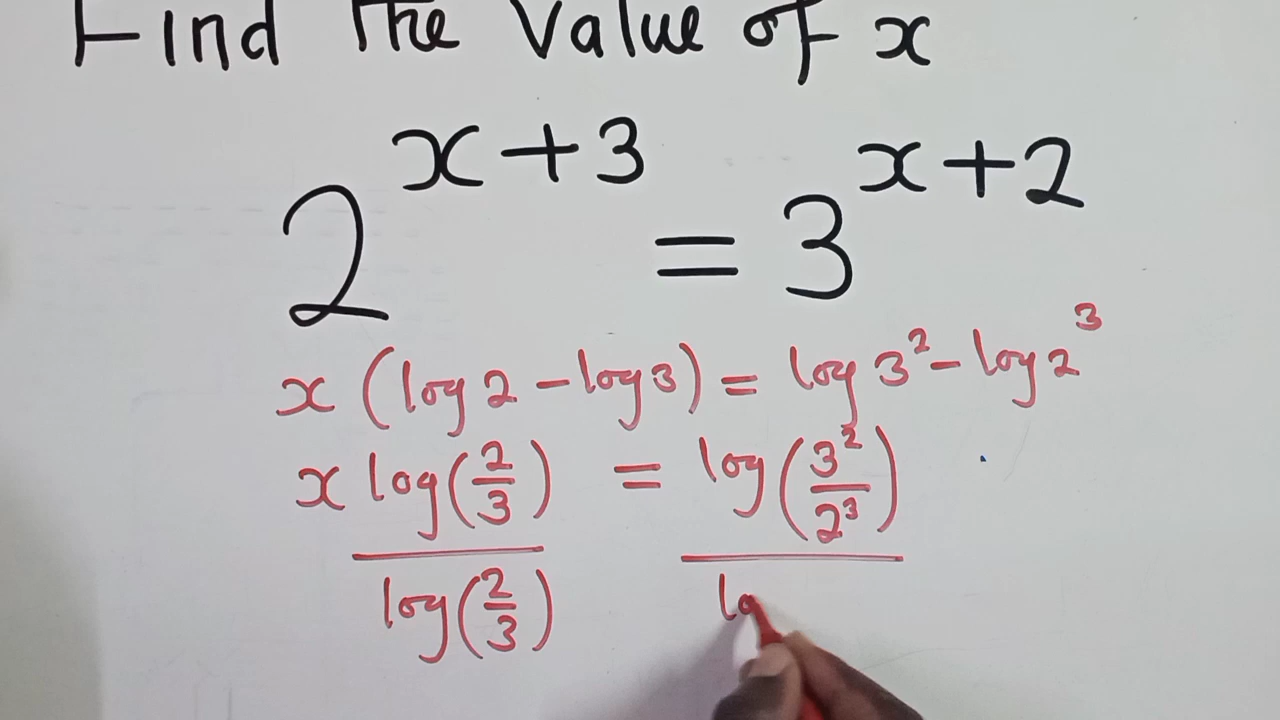 Find The Value of x
2^{x+3} = 3^{x+2}
x (log 2 - log 3) = log 3² - log 2³
x log(2/3) = log(3²/2³)
log(2/3) lo